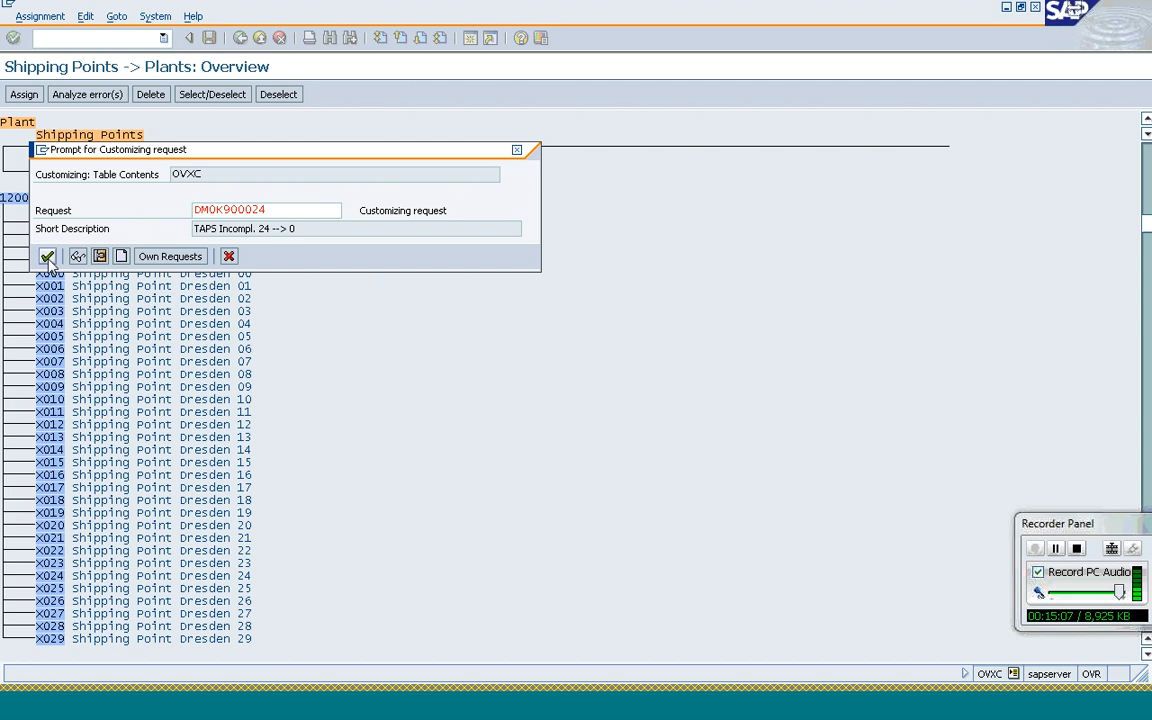 Assignment Edit Goto System Help
SAP
Shipping Points -> Plants: Overview
Assign Analyze error(s) Delete Select/Deselect Deselect
Plant
Shipping Points
Prompt for Customizing request
Customizing: Table Contents OVXC
1200
Request DM0K900024 Customizing request
Short Description TAPS Incompl. 24 --> 0
Own Requests
X000 Shipping Point Dresden 00
X001 Shipping Point Dresden 01
X002 Shipping Point Dresden 02
X003 Shipping Point Dresden 03
X004 Shipping Point Dresden 04
X005 Shipping Point Dresden 05
X006 Shipping Point Dresden 06
X007 Shipping Point Dresden 07
X008 Shipping Point Dresden 08
X009 Shipping Point Dresden 09
X010 Shipping Point Dresden 10
X011 Shipping Point Dresden 11
X012 Shipping Point Dresden 12
X013 Shipping Point Dresden 13
X014 Shipping Point Dresden 14
X015 Shipping Point Dresden 15
X016 Shipping Point Dresden 16
X017 Shipping Point Dresden 17
X018 Shipping Point Dresden 18
X019 Shipping Point Dresden 19
X020 Shipping Point Dresden 20
X021 Shipping Point Dresden 21
X022 Shipping Point Dresden 22
X023 Shipping Point Dresden 23
X024 Shipping Point Dresden 24
X025 Shipping Point Dresden 25
X026 Shipping Point Dresden 26
X027 Shipping Point Dresden 27
X028 Shipping Point Dresden 28
X029 Shipping Point Dresden 29
Recorder Panel
Record PC Audio
00:15:07 / 8,925 KB
OVXC sapserver OVR